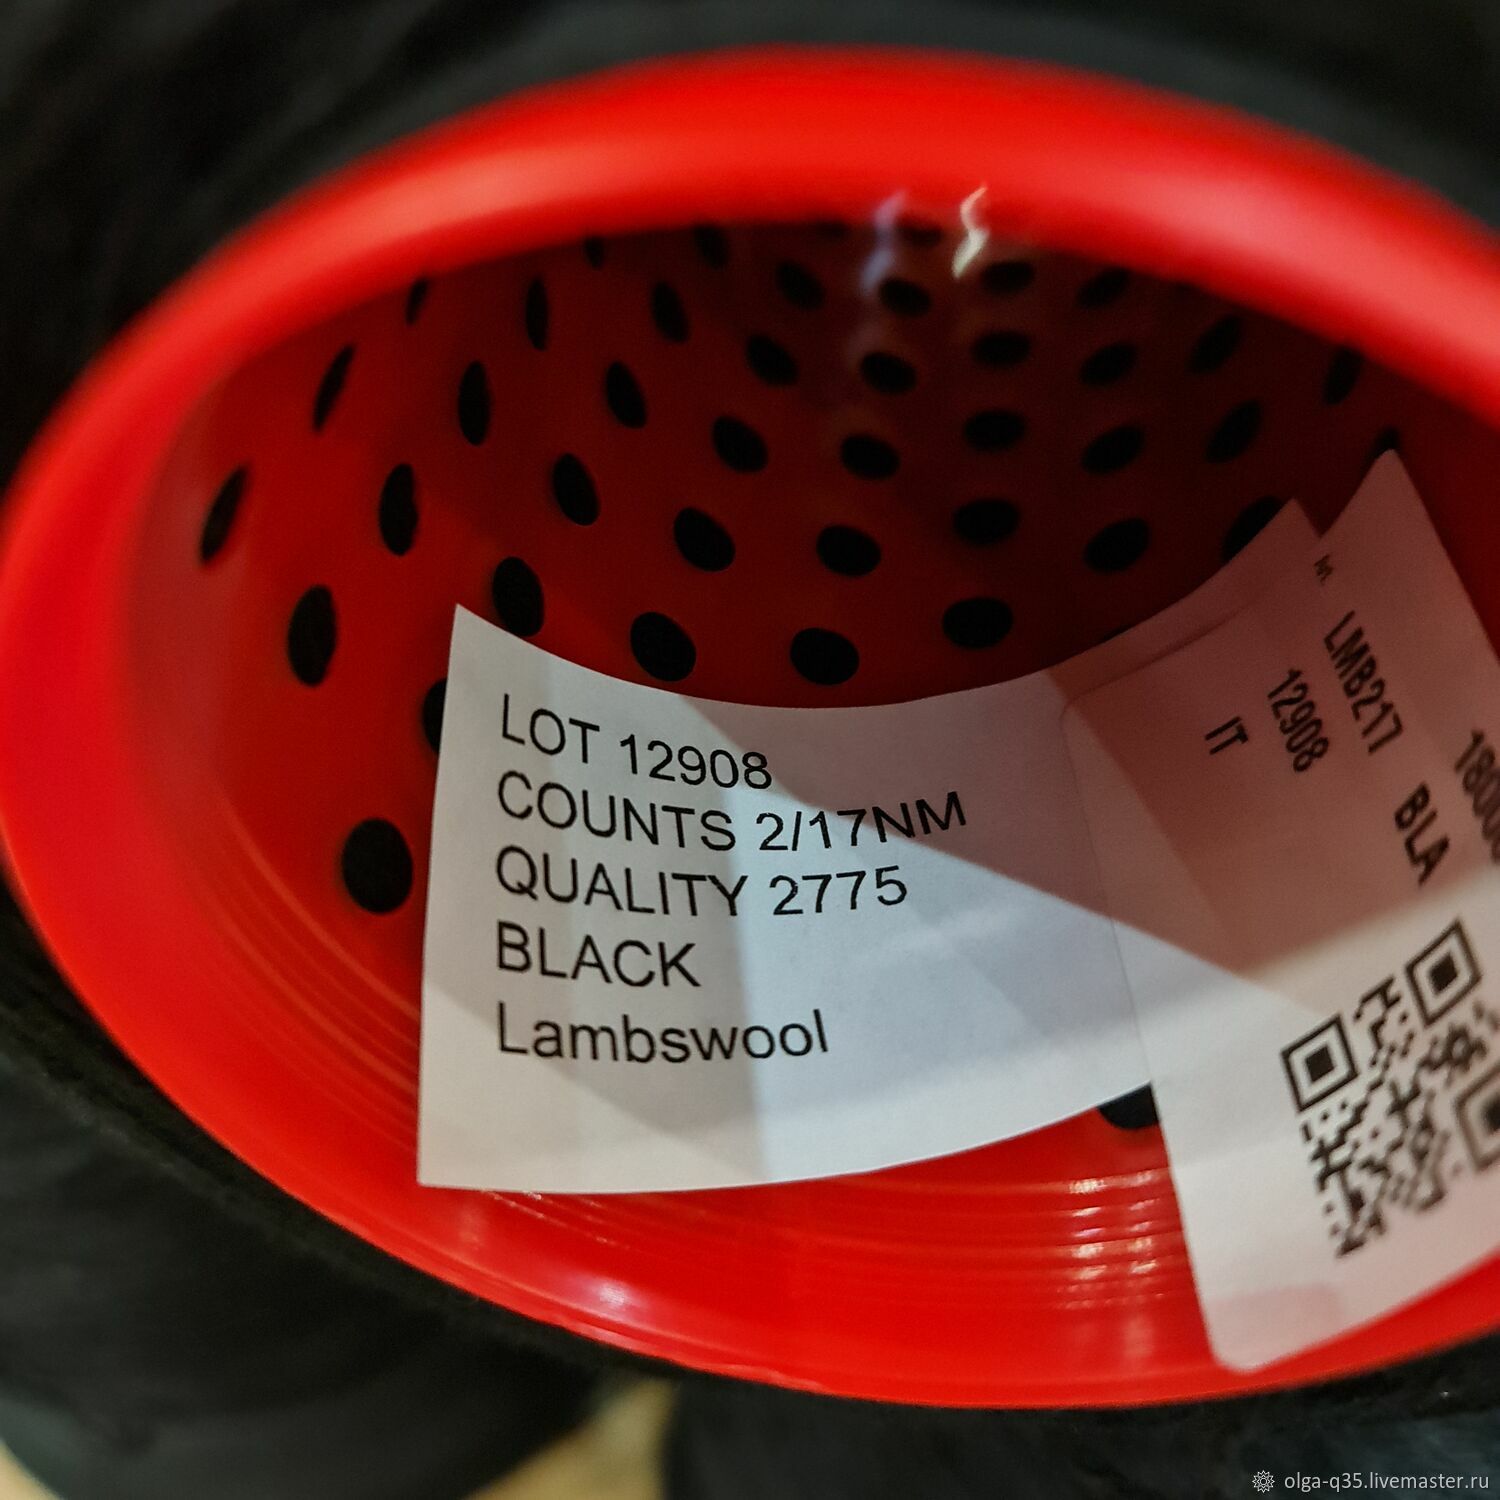 LOT 12908
COUNTS 2/17NM
QUALITY 2775
BLACK
Lambswool
LMB217
12908
IT
BLA
olga-q35.livemaster.ru